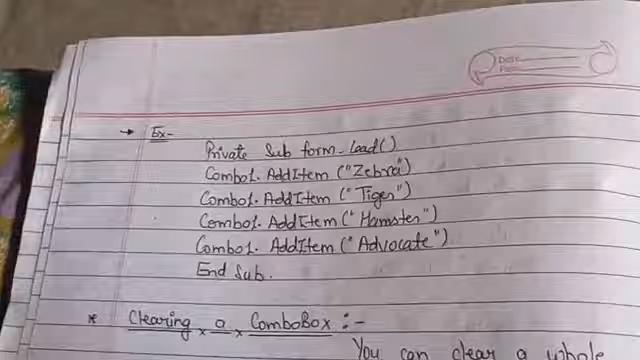 Date
→ Ex-
Private Sub form_load()
Combo1. AddItem ("Zebra")
Combo1. AddItem ("Tiger")
Combo1. AddItem ("Hamster")
Combo1. AddItem ("Advocate")
End Sub.
* Clearing x a x ComboBox :-
You can clear a whole